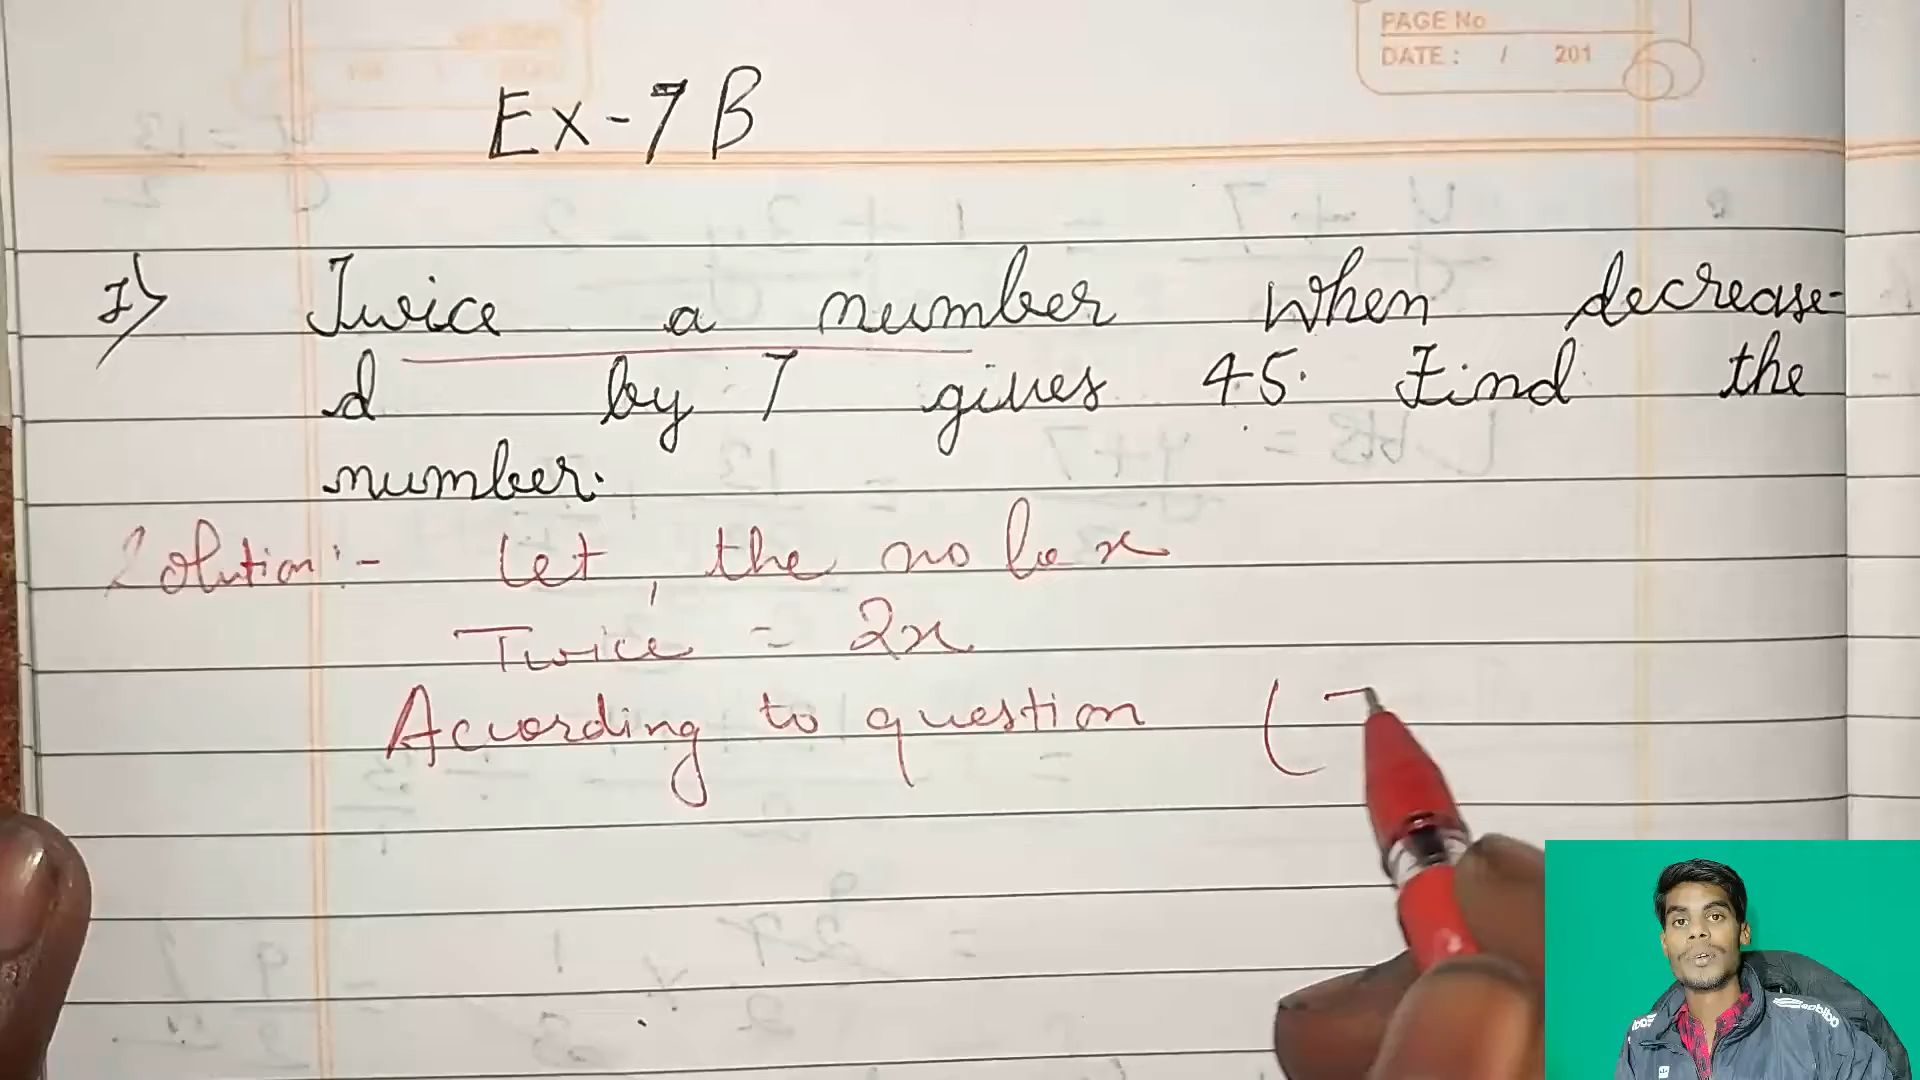 PAGE No
DATE : / 201
Ex-7B
I) Twice a number when decrease-
d by 7 gives 45. Find the
number.
Solution:- Let, the no be x
Twice = 2x
According to question (